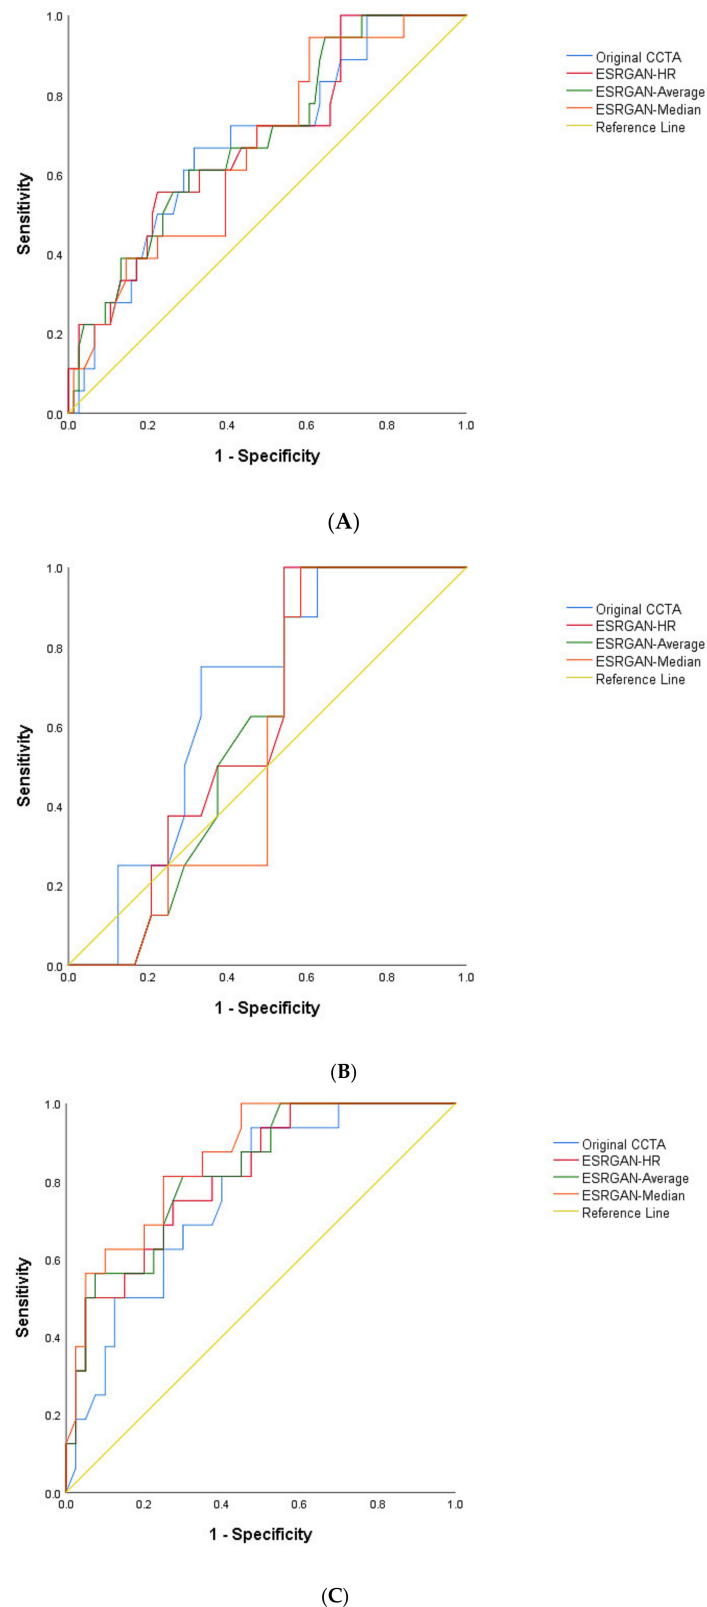 1.0
0.8
0.6
0.4
0.2
0.0
Sensitivity
0.0 0.2 0.4 0.6 0.8 1.0
1 - Specificity
Original CCTA
ESRGAN-HR
ESRGAN-Average
ESRGAN-Median
Reference Line
(A)
1.0
0.8
0.6
0.4
0.2
0.0
Sensitivity
0.0 0.2 0.4 0.6 0.8 1.0
1 - Specificity
Original CCTA
ESRGAN-HR
ESRGAN-Average
ESRGAN-Median
Reference Line
(B)
1.0
0.8
0.6
0.4
0.2
0.0
Sensitivity
0.0 0.2 0.4 0.6 0.8 1.0
1 - Specificity
Original CCTA
ESRGAN-HR
ESRGAN-Average
ESRGAN-Median
Reference Line
(C)